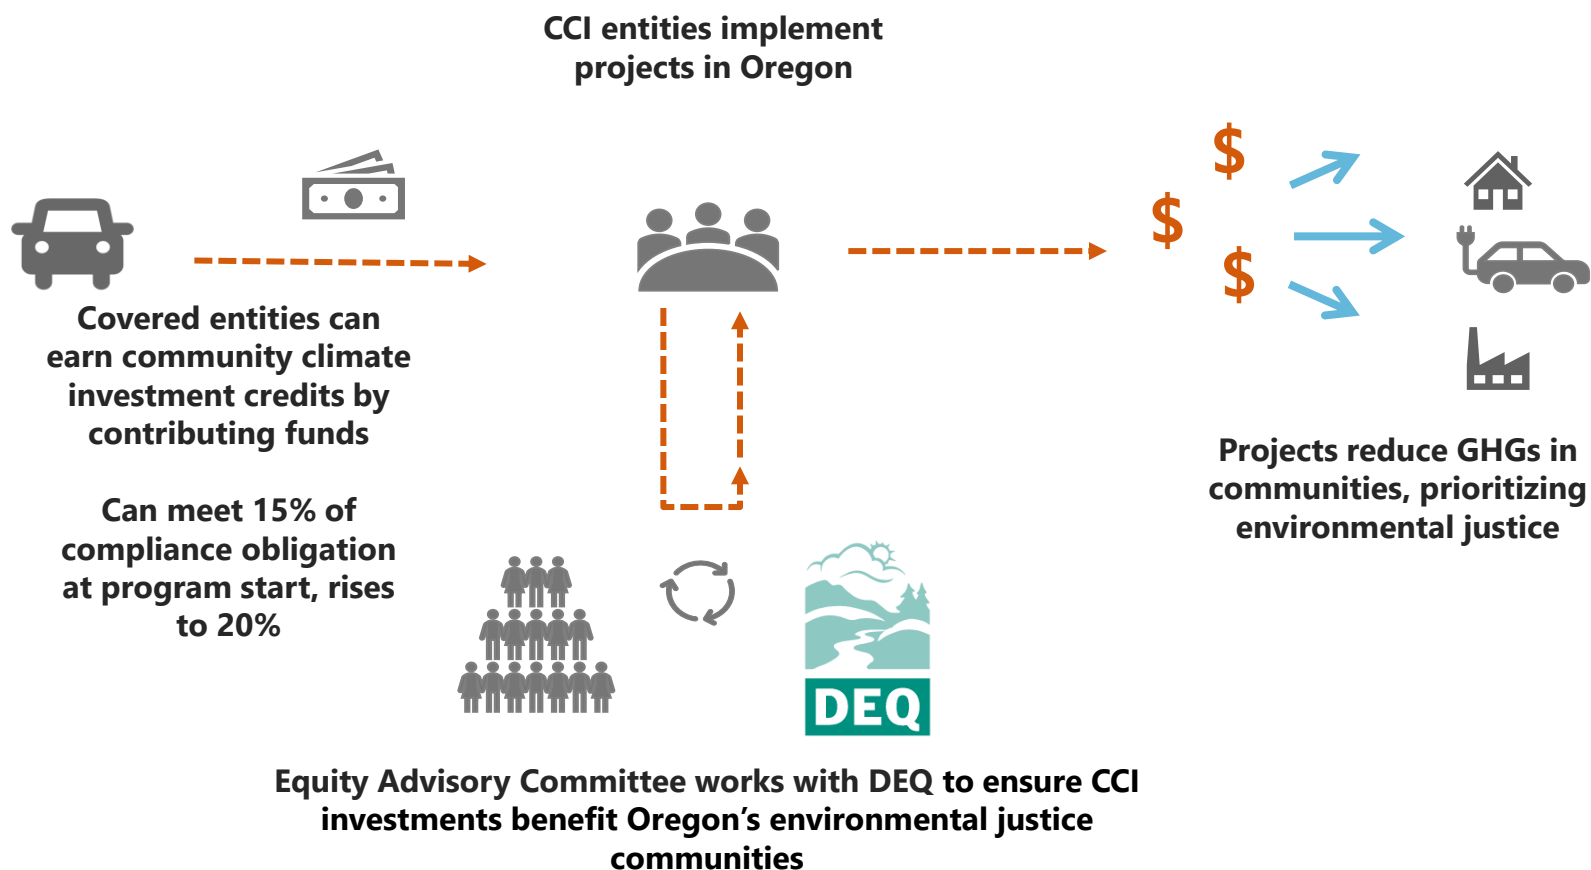 CCI entities implement
projects in Oregon
$
$
$
Covered entities can
earn community climate
investment credits by
contributing funds
Can meet 15% of
compliance obligation
at program start, rises
to 20%
Projects reduce GHGs in
communities, prioritizing
environmental justice
DEQ
Equity Advisory Committee works with DEQ to ensure CCI
investments benefit Oregon’s environmental justice
communities